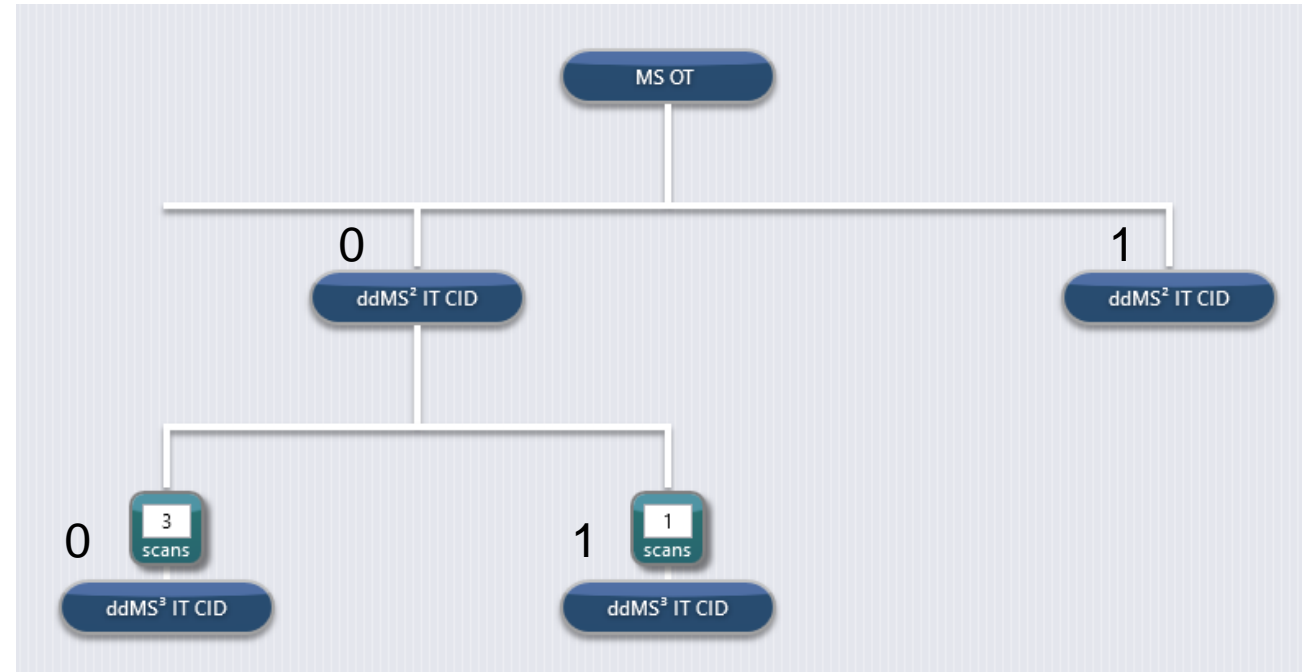 MS OT
0
1
ddMS² IT CID
ddMS² IT CID
0
3
scans
1
1
scans
ddMS³ IT CID
ddMS³ IT CID